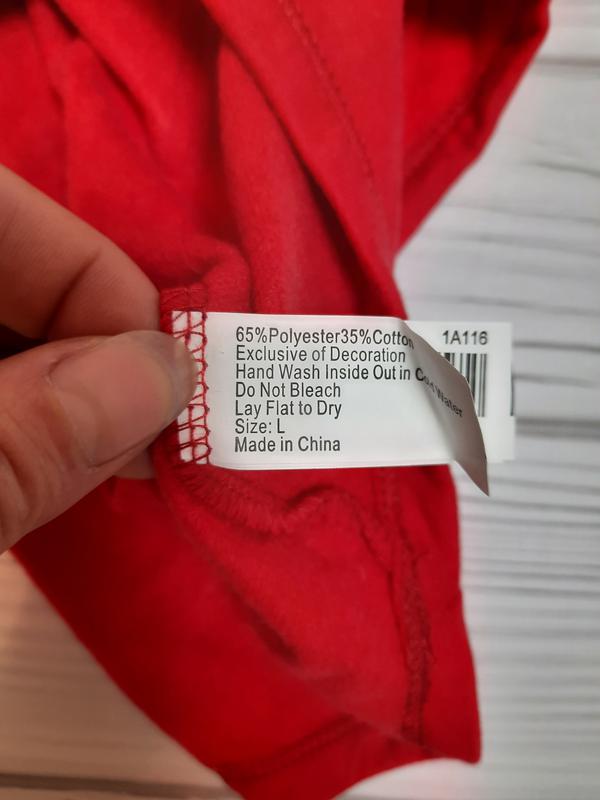 65%Polyester35%Cotton
Exclusive of Decoration
Hand Wash Inside Out in Cold Water
Do Not Bleach
Lay Flat to Dry
Size: L
Made in China
1A116